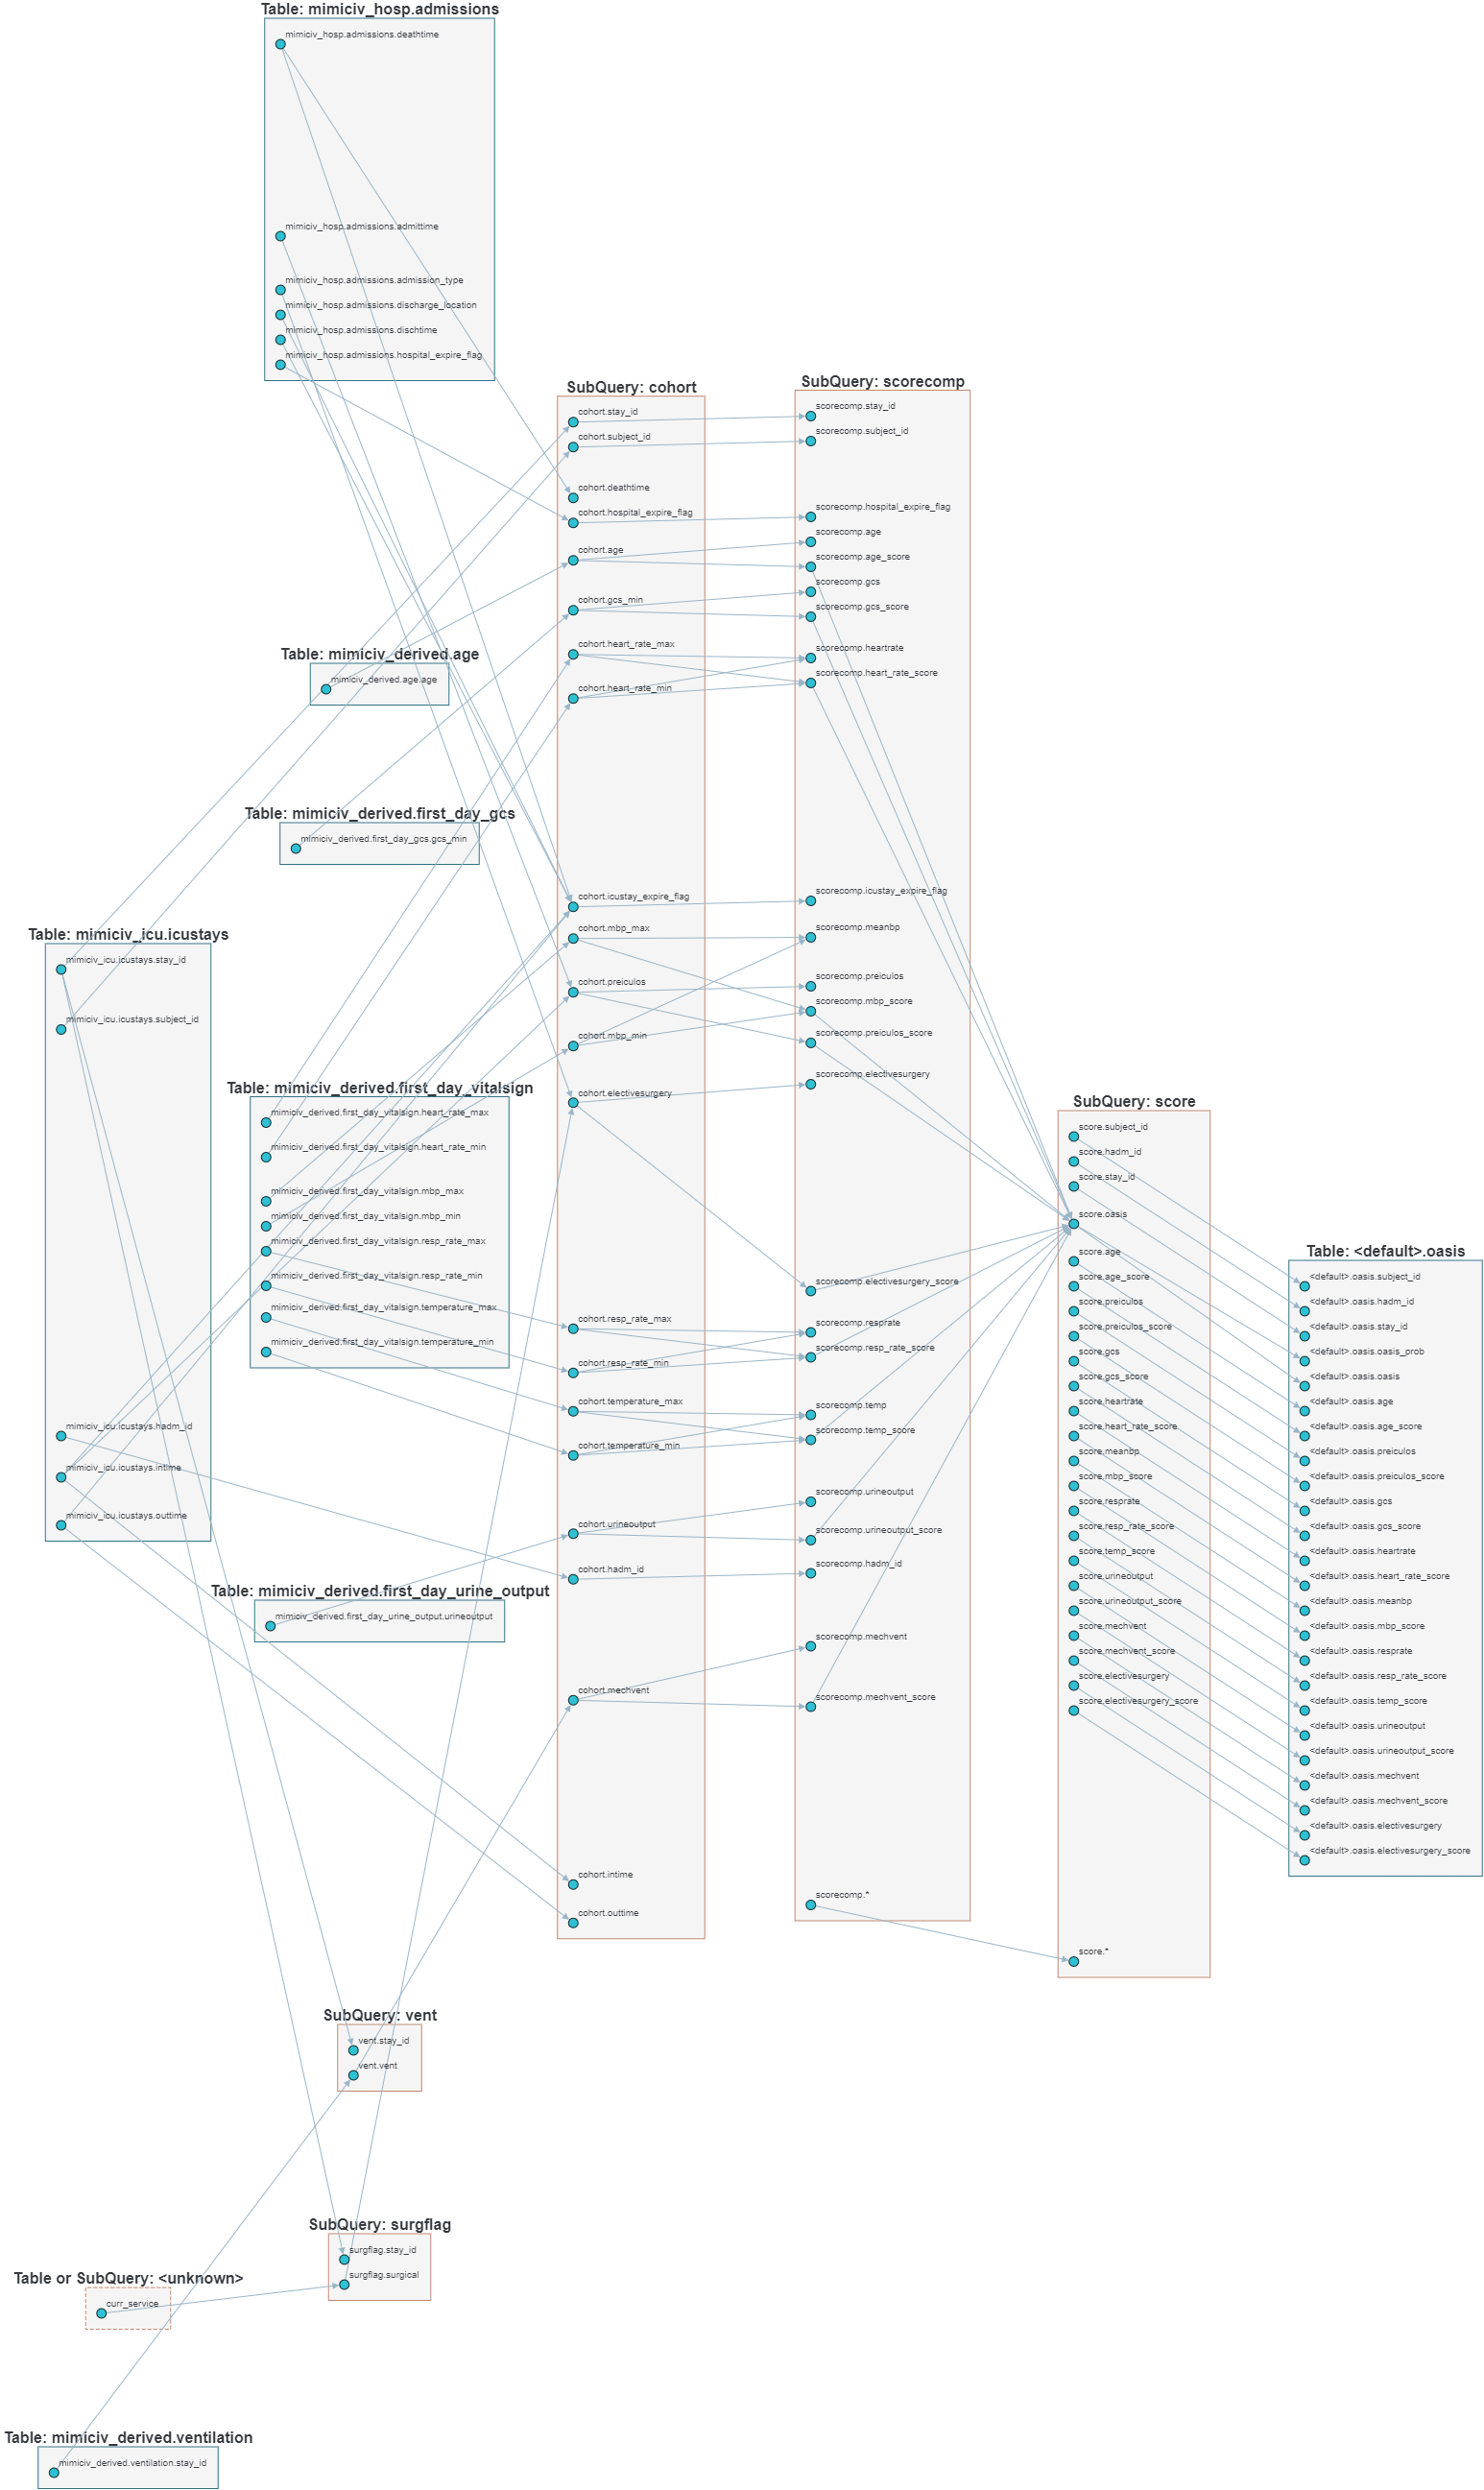 Table: mimiciv_hosp.admissions
mimiciv_hosp.admissions.deathtime
mimiciv_hosp.admissions.admittime
mimiciv_hosp.admissions.admission_type
mimiciv_hosp.admissions.discharge_location
mimiciv_hosp.admissions.dischtime
mimiciv_hosp.admissions.hospital_expire_flag
Table: mimiciv_derived.age
mimiciv_derived.age.age
Table: mimiciv_derived.first_day_gcs
mimiciv_derived.first_day_gcs.gcs_min
Table: mimiciv_icu.icustays
mimiciv_icu.icustays.stay_id
mimiciv_icu.icustays.subject_id
mimiciv_icu.icustays.hadm_id
mimiciv_icu.icustays.intime
mimiciv_icu.icustays.outtime
Table: mimiciv_derived.first_day_vitalsign
mimiciv_derived.first_day_vitalsign.heart_rate_max
mimiciv_derived.first_day_vitalsign.heart_rate_min
mimiciv_derived.first_day_vitalsign.mbp_max
mimiciv_derived.first_day_vitalsign.mbp_min
mimiciv_derived.first_day_vitalsign.resp_rate_max
mimiciv_derived.first_day_vitalsign.resp_rate_min
mimiciv_derived.first_day_vitalsign.temperature_max
mimiciv_derived.first_day_vitalsign.temperature_min
Table: mimiciv_derived.first_day_urine_output
mimiciv_derived.first_day_urine_output.urineoutput
SubQuery: vent
vent.stay_id
vent.vent
SubQuery: surgflag
surgflag.stay_id
surgflag.surgical
Table or SubQuery: <unknown>
curr_service
Table: mimiciv_derived.ventilation
mimiciv_derived.ventilation.stay_id
SubQuery: cohort
cohort.stay_id
cohort.subject_id
cohort.deathtime
cohort.hospital_expire_flag
cohort.age
cohort.gcs_min
cohort.heart_rate_max
cohort.heart_rate_min
cohort.icustay_expire_flag
cohort.mbp_max
cohort.preiculos
cohort.mbp_min
cohort.electivesurgery
cohort.resp_rate_max
cohort.resp_rate_min
cohort.temperature_max
cohort.temperature_min
cohort.urineoutput
cohort.hadm_id
cohort.mechvent
cohort.intime
cohort.outtime
SubQuery: scorecomp
scorecomp.stay_id
scorecomp.subject_id
scorecomp.hospital_expire_flag
scorecomp.age
scorecomp.age_score
scorecomp.gcs
scorecomp.gcs_score
scorecomp.heartrate
scorecomp.heart_rate_score
scorecomp.icustay_expire_flag
scorecomp.meanbp
scorecomp.preiculos
scorecomp.mbp_score
scorecomp.preiculos_score
scorecomp.electivesurgery
scorecomp.electivesurgery_score
scorecomp.resprate
scorecomp.resp_rate_score
scorecomp.temp
scorecomp.temp_score
scorecomp.urineoutput
scorecomp.urineoutput_score
scorecomp.hadm_id
scorecomp.mechvent
scorecomp.mechvent_score
scorecomp.*
SubQuery: score
score.subject_id
score.hadm_id
score.stay_id
score.oasis
score.age
score.age_score
score.preiculos
score.preiculos_score
score.gcs
score.gcs_score
score.heartrate
score.heart_rate_score
score.meanbp
score.mbp_score
score.resprate
score.resp_rate_score
score.temp_score
score.urineoutput
score.urineoutput_score
score.mechvent
score.mechvent_score
score.electivesurgery
score.electivesurgery_score
score.*
Table: <default>.oasis
<default>.oasis.subject_id
<default>.oasis.hadm_id
<default>.oasis.stay_id
<default>.oasis.oasis_prob
<default>.oasis.oasis
<default>.oasis.age
<default>.oasis.age_score
<default>.oasis.preiculos
<default>.oasis.preiculos_score
<default>.oasis.gcs
<default>.oasis.gcs_score
<default>.oasis.heartrate
<default>.oasis.heart_rate_score
<default>.oasis.meanbp
<default>.oasis.mbp_score
<default>.oasis.resprate
<default>.oasis.resp_rate_score
<default>.oasis.temp_score
<default>.oasis.urineoutput
<default>.oasis.urineoutput_score
<default>.oasis.mechvent
<default>.oasis.mechvent_score
<default>.oasis.electivesurgery
<default>.oasis.electivesurgery_score